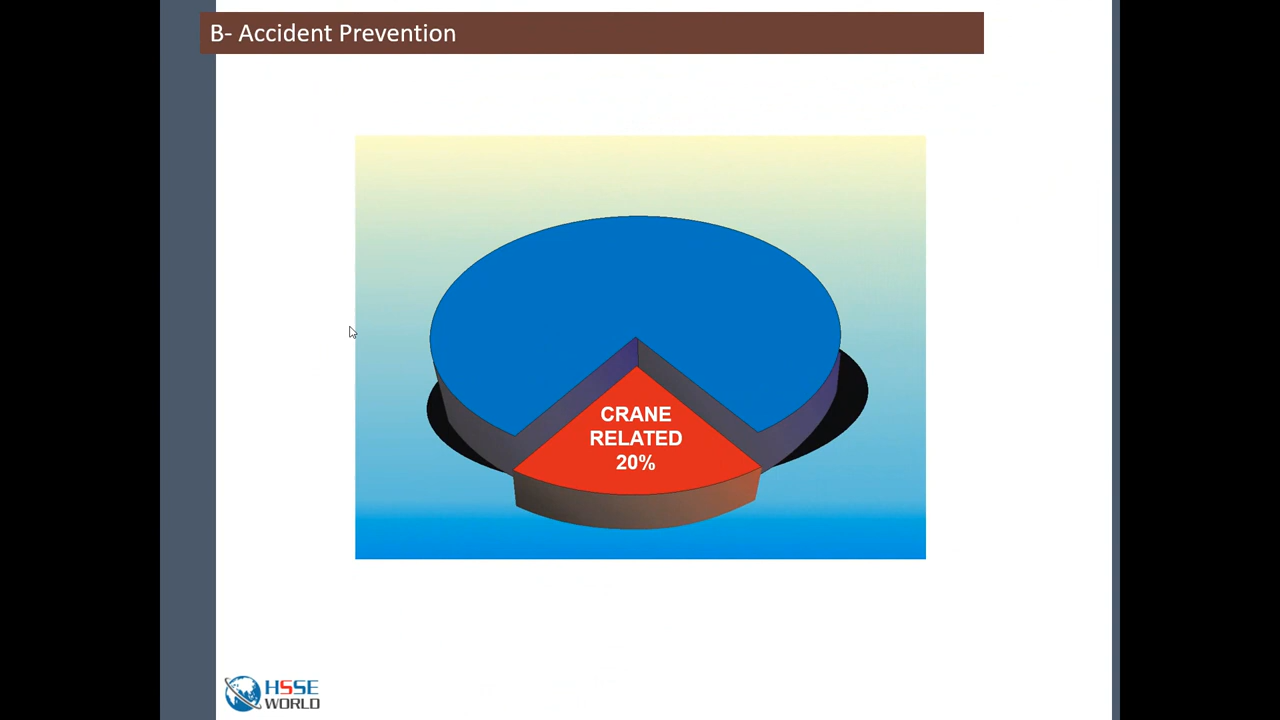 B- Accident Prevention
CRANE
RELATED
20%
HSSE
WORLD